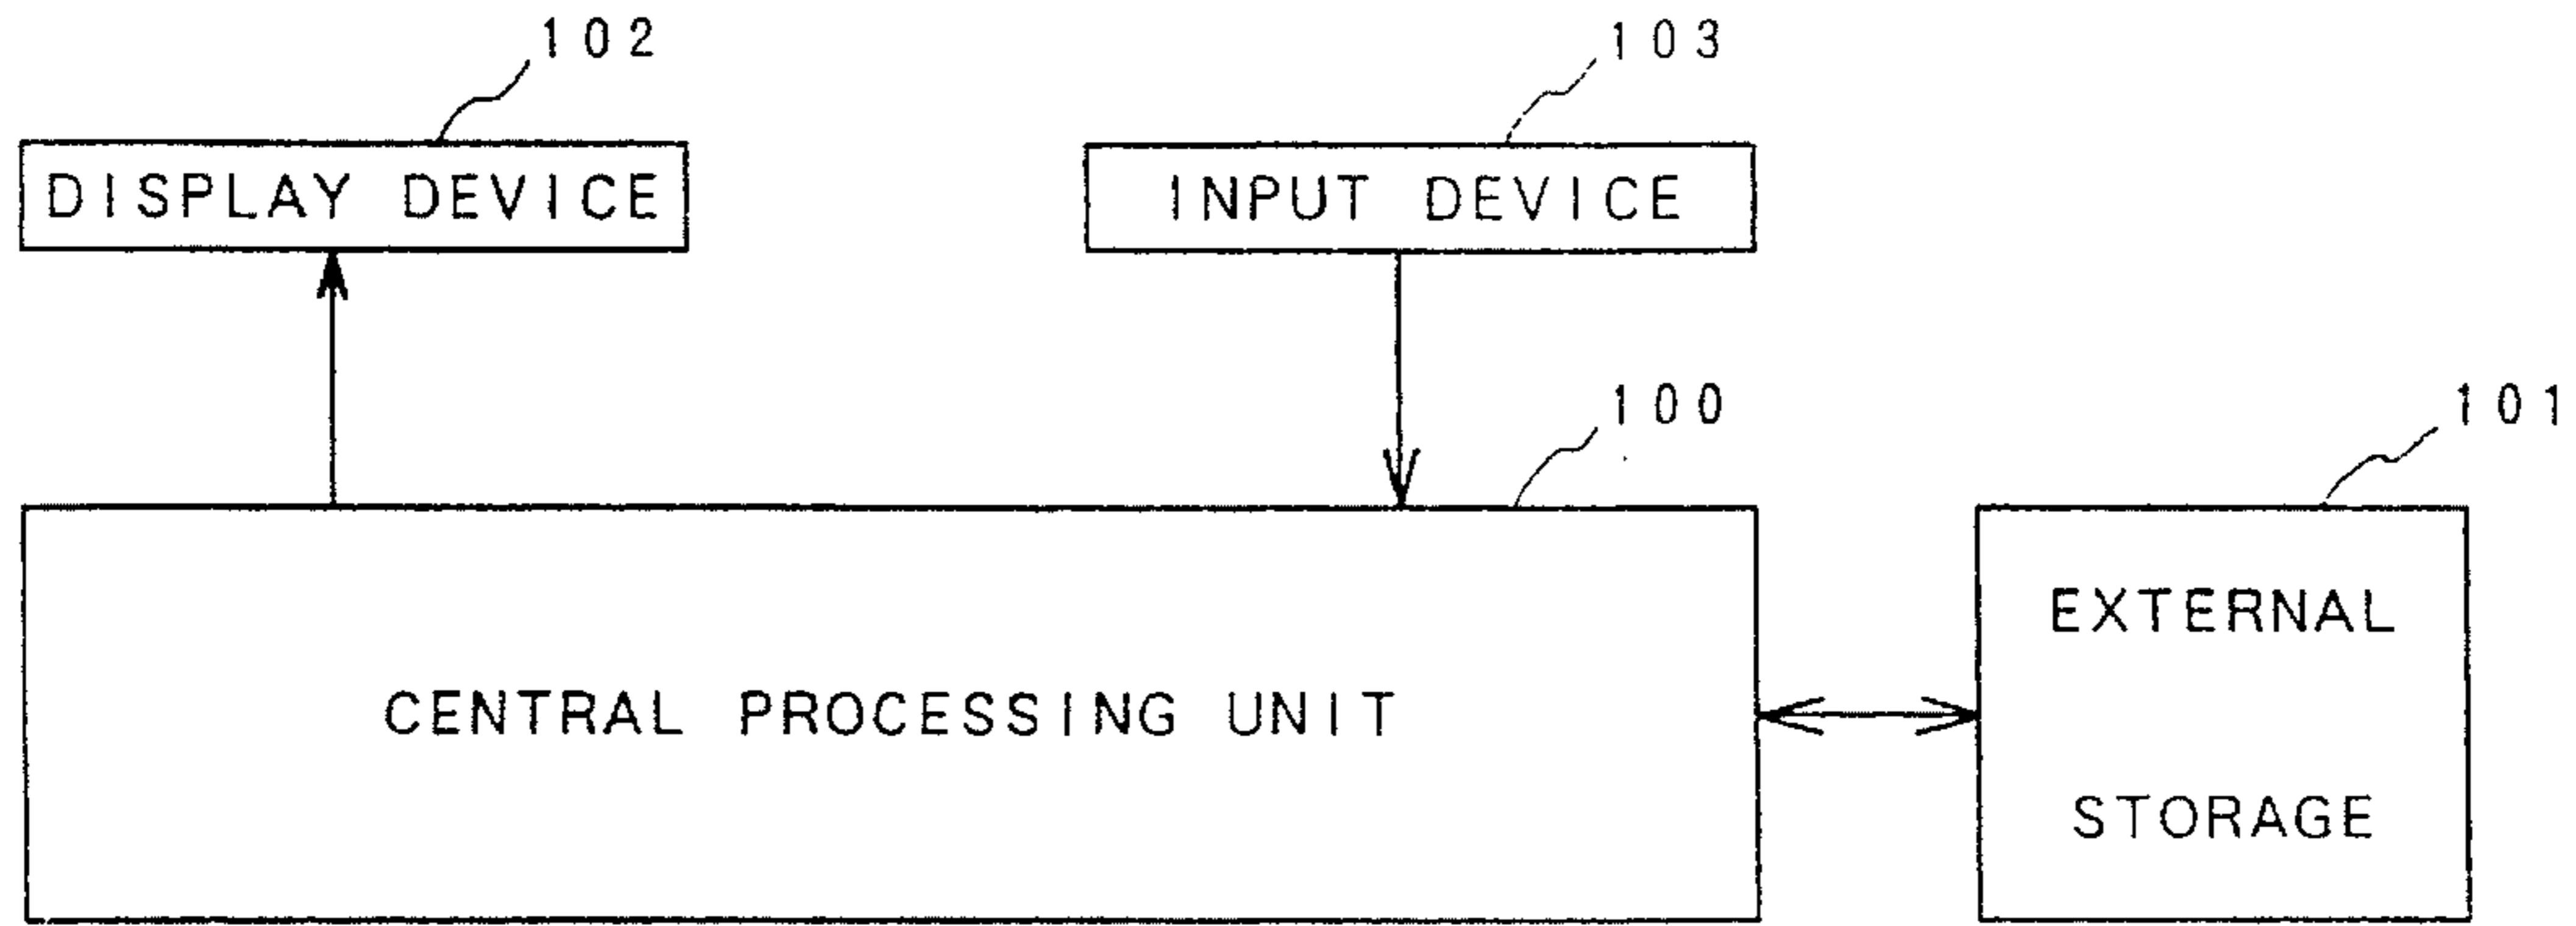 102
103
DISPLAY DEVICE
INPUT DEVICE
100
101
EXTERNAL
CENTRAL PROCESSING UNIT
STORAGE